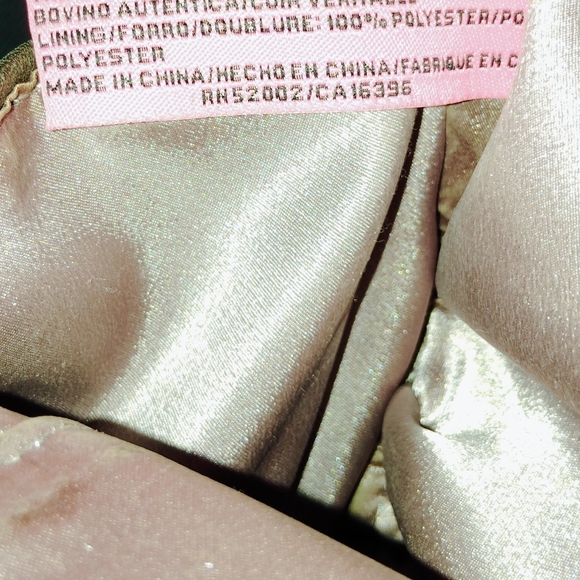 BOVINO AUTENTICA/CUIR VERITABLE
LINING/FORRO/DOUBLURE: 100% POLYESTER/PO
POLYESTER
MADE IN CHINA/HECHO EN CHINA/FABRIQUE EN C
RN52002/CA16396